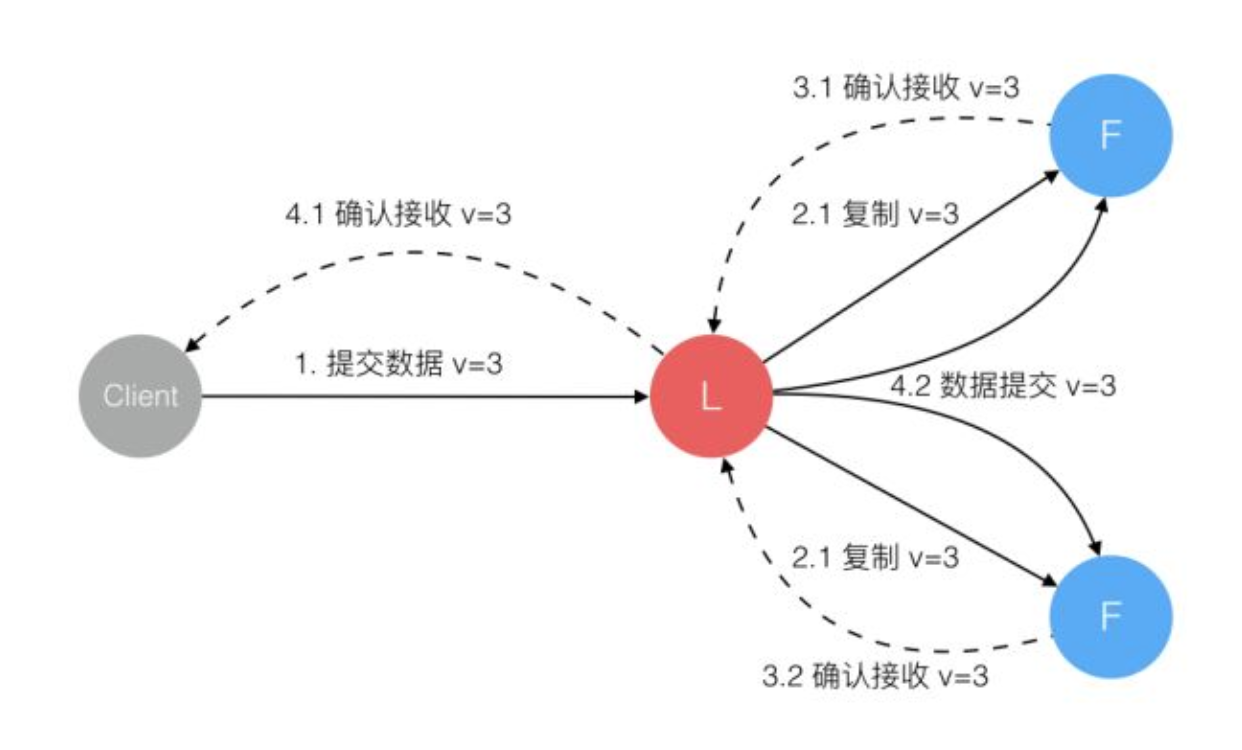 3.1 确认接收 v=3
F
2.1 复制 v=3
4.1 确认接收 v=3
1. 提交数据 v=3
Client
L
4.2 数据提交 v=3
2.1 复制 v=3
F
3.2 确认接收 v=3